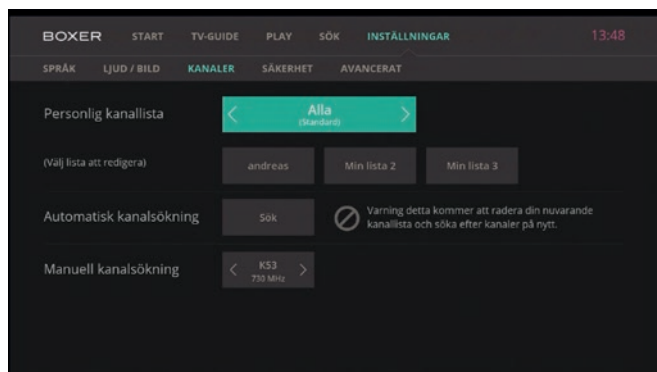 BOXER START TV-GUIDE PLAY SÖK INSTÄLLNINGAR 13:48
SPRÅK LJUD / BILD KANALER SÄKERHET AVANCERAT
Personlig kanallista
Alla
(Standard)
(Välj lista att redigera) andreas Min lista 2 Min lista 3
Automatisk kanalsökning Sök
Varning detta kommer att radera din nuvarande
kanallista och söka efter kanaler på nytt.
Manuell kanalsökning
K53
730 MHz